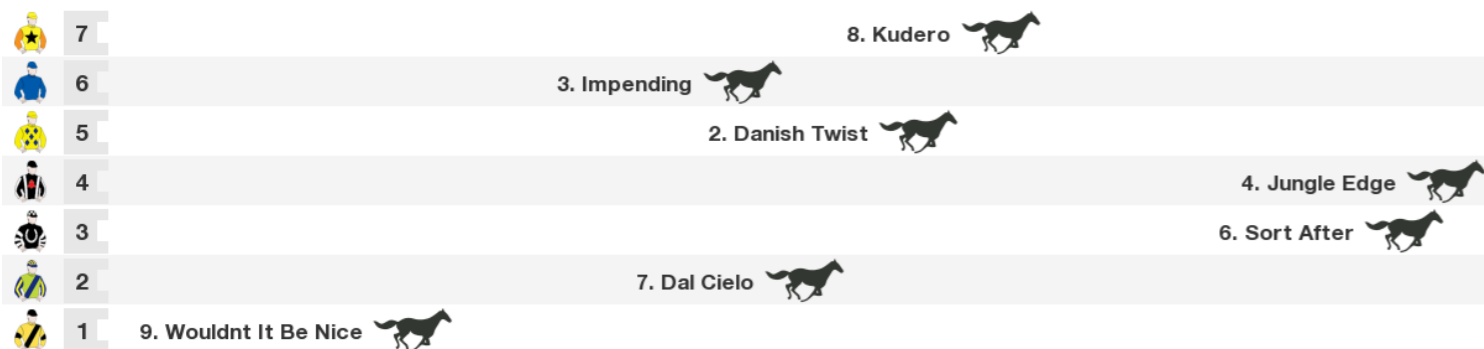 7 8. Kudero
6 3. Impending
5 2. Danish Twist
4 4. Jungle Edge
3 6. Sort After
2 7. Dal Cielo
1 9. Wouldnt It Be Nice